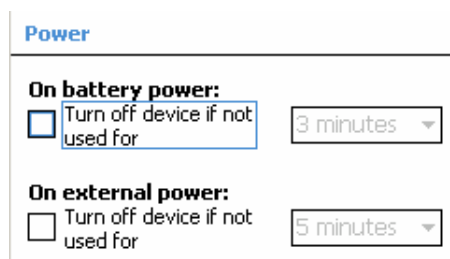 Power
On battery power:
Turn off device if not
used for
3 minutes
On external power:
Turn off device if not
used for
5 minutes